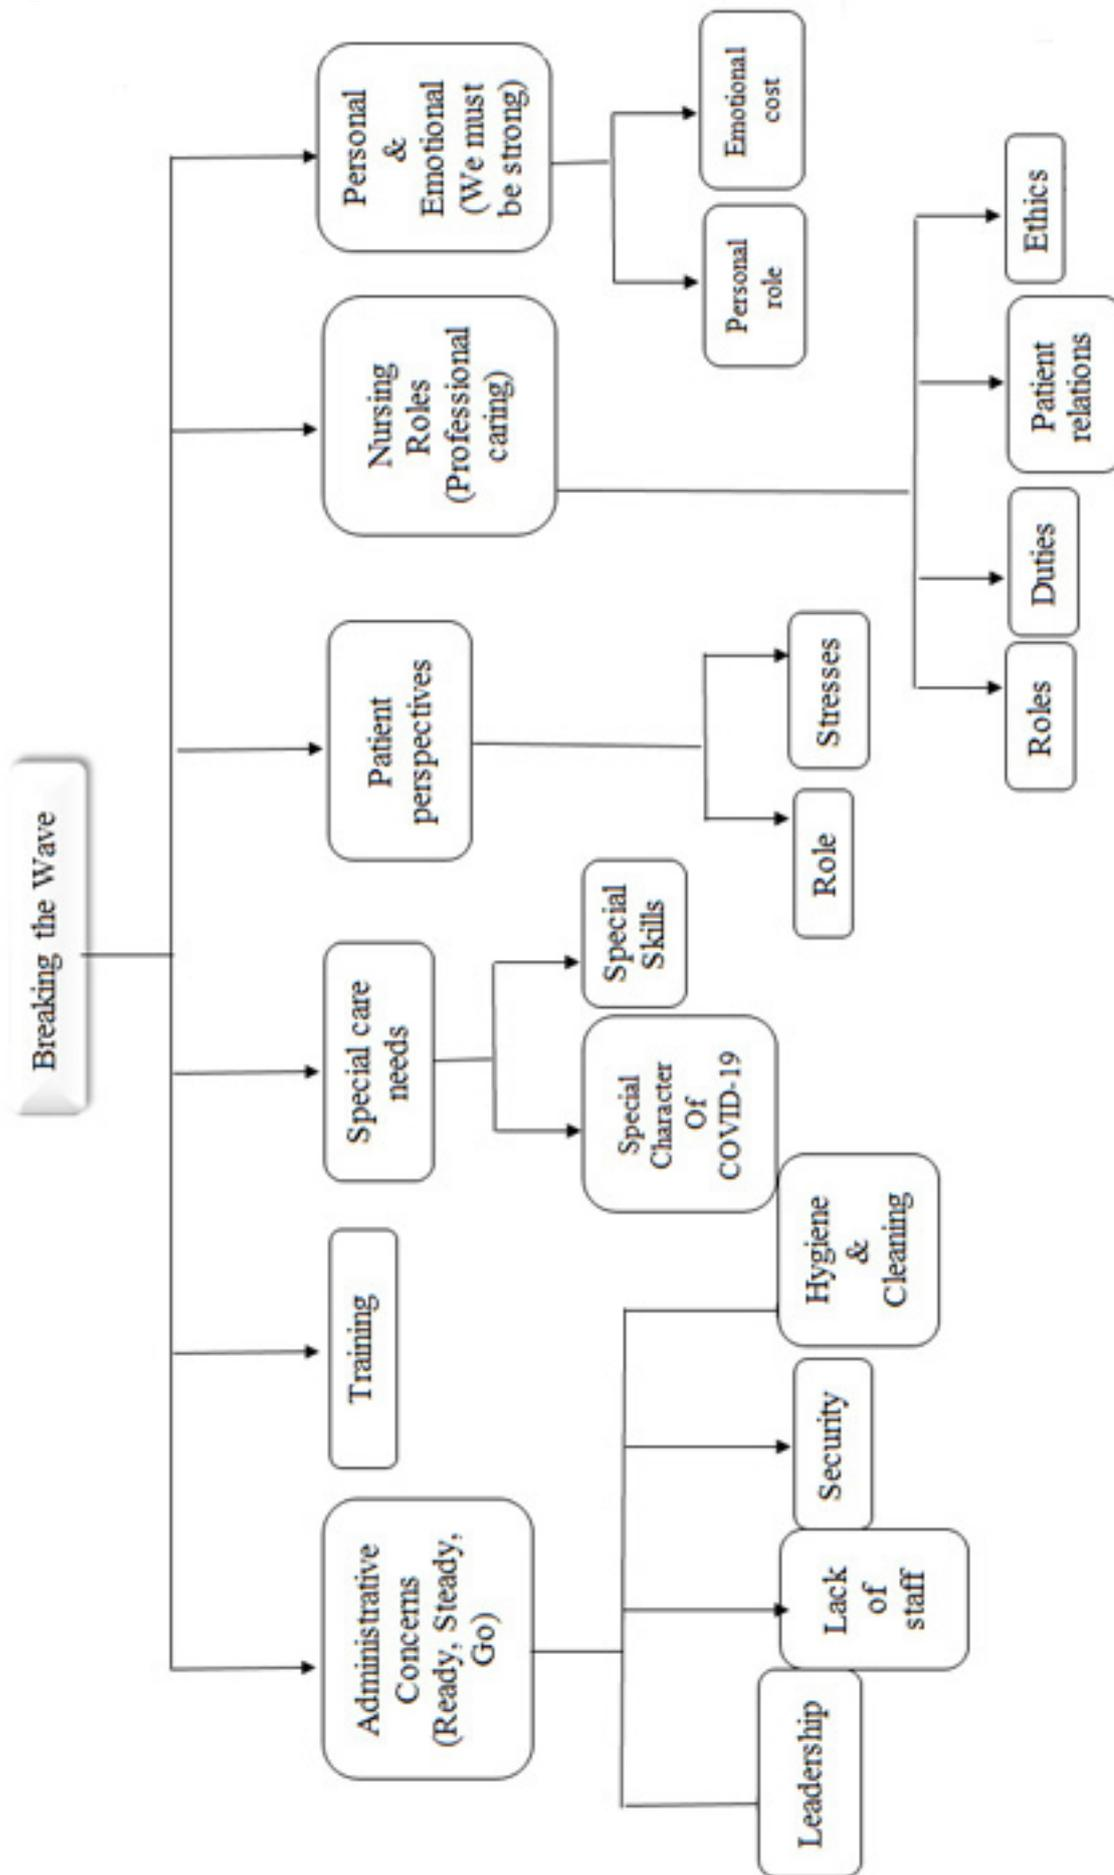 Breaking the Wave
Administrative
Concerns
(Ready, Steady,
Go)
Training
Special care
needs
Patient
perspectives
Nursing
Roles
(Professional
caring)
Personal
&
Emotional
(We must
be strong)
Leadership
Lack
of
staff
Security
Hygiene
&
Cleaning
Special
Character
Of
COVID-19
Special
Skills
Role
Stresses
Roles
Duties
Patient
relations
Ethics
Personal
role
Emotional
cost